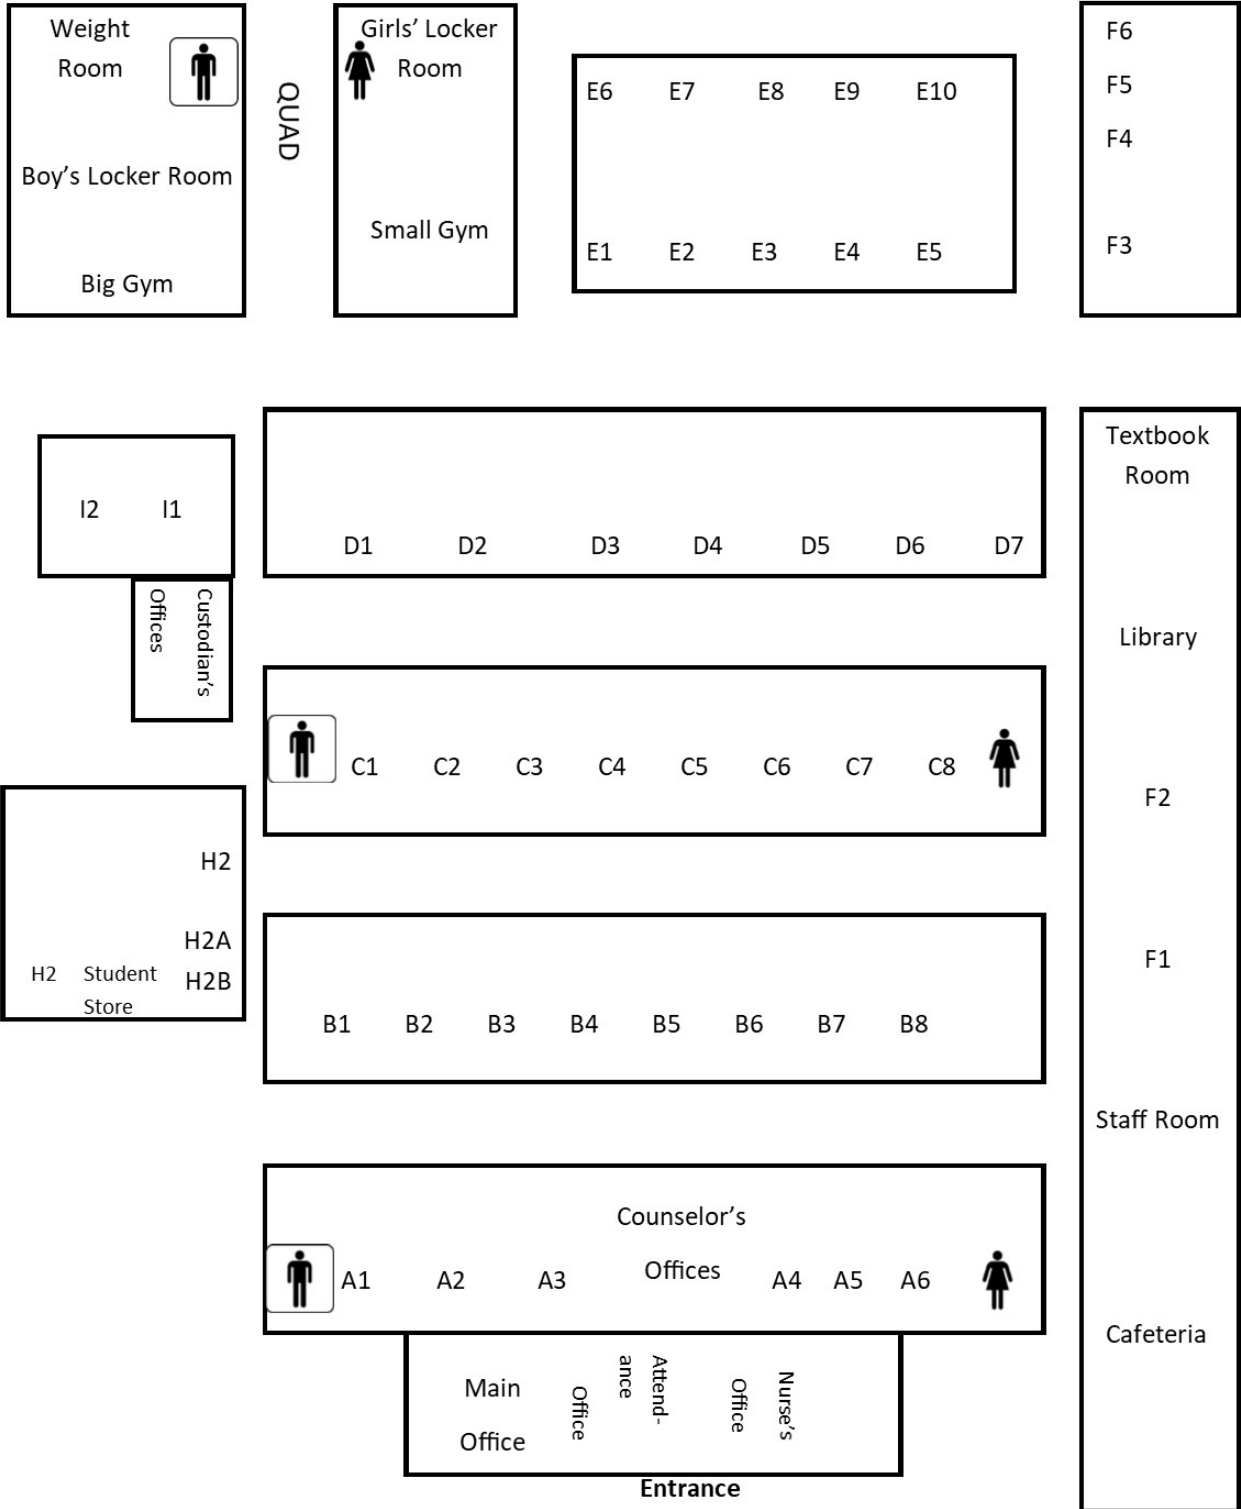 Weight
Room
Boy's Locker Room
Big Gym
QUAD
Girls' Locker
Room
Small Gym
E6 E7 E8 E9 E10
E1 E2 E3 E4 E5
F6
F5
F4
F3
I2 I1
Custodian's
Offices
D1 D2 D3 D4 D5 D6 D7
C1 C2 C3 C4 C5 C6 C7 C8
H2
H2A
H2 Student H2B
Store
B1 B2 B3 B4 B5 B6 B7 B8
Counselor's
Offices
A1 A2 A3 A4 A5 A6
Main
Office
Attend-
ance
Office
Nurse's
Office
Entrance
Textbook
Room
Library
F2
F1
Staff Room
Cafeteria